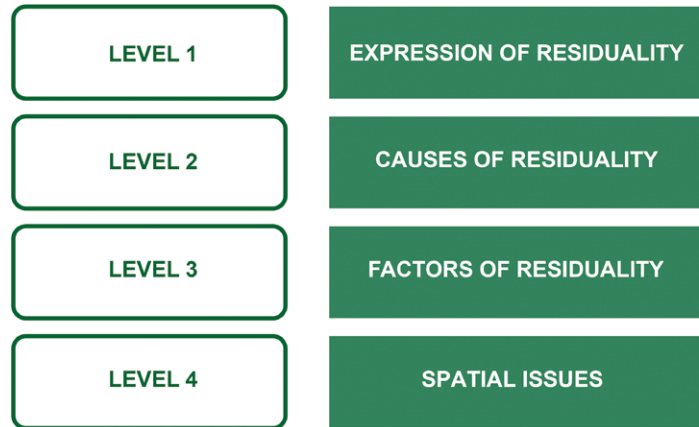 LEVEL 1
EXPRESSION OF RESIDUALITY
LEVEL 2
CAUSES OF RESIDUALITY
LEVEL 3
FACTORS OF RESIDUALITY
LEVEL 4
SPATIAL ISSUES